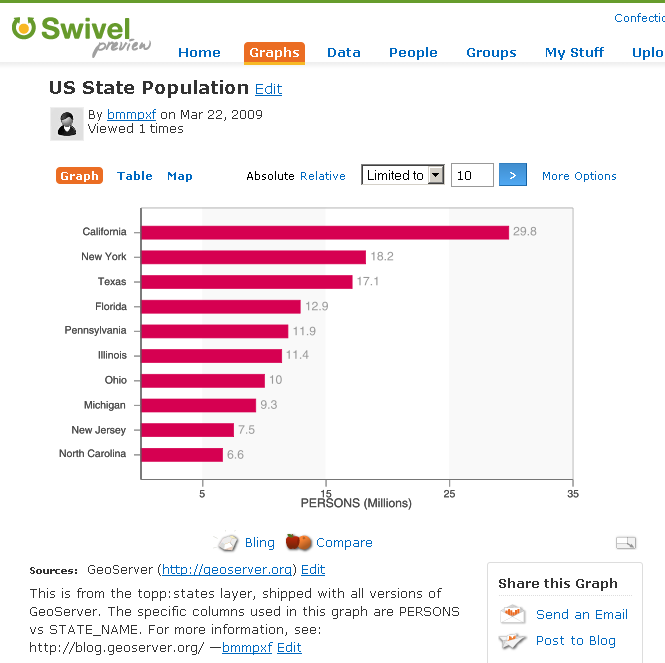 Swivel
preview
Home Graphs Data People Groups My Stuff
US State Population Edit
By bmmpxf on Mar 22, 2009
Viewed 1 times
Graph Table Map Absolute Relative Limited to 10 > More Options
California 29.8
New York 18.2
Texas 17.1
Florida 12.9
Pennsylvania 11.9
Illinois 11.4
Ohio 10
Michigan 9.3
New Jersey 7.5
North Carolina 6.6
5 15 25 35
PERSONS (Millions)
Bling Compare
Sources: GeoServer (http://geoserver.org) Edit
This is from the topp:states layer, shipped with all versions of
GeoServer. The specific columns used in this graph are PERSONS
vs STATE_NAME. For more information, see:
http://blog.geoserver.org/ —bmmpxf Edit
Share this Graph
Send an Email
Post to Blog